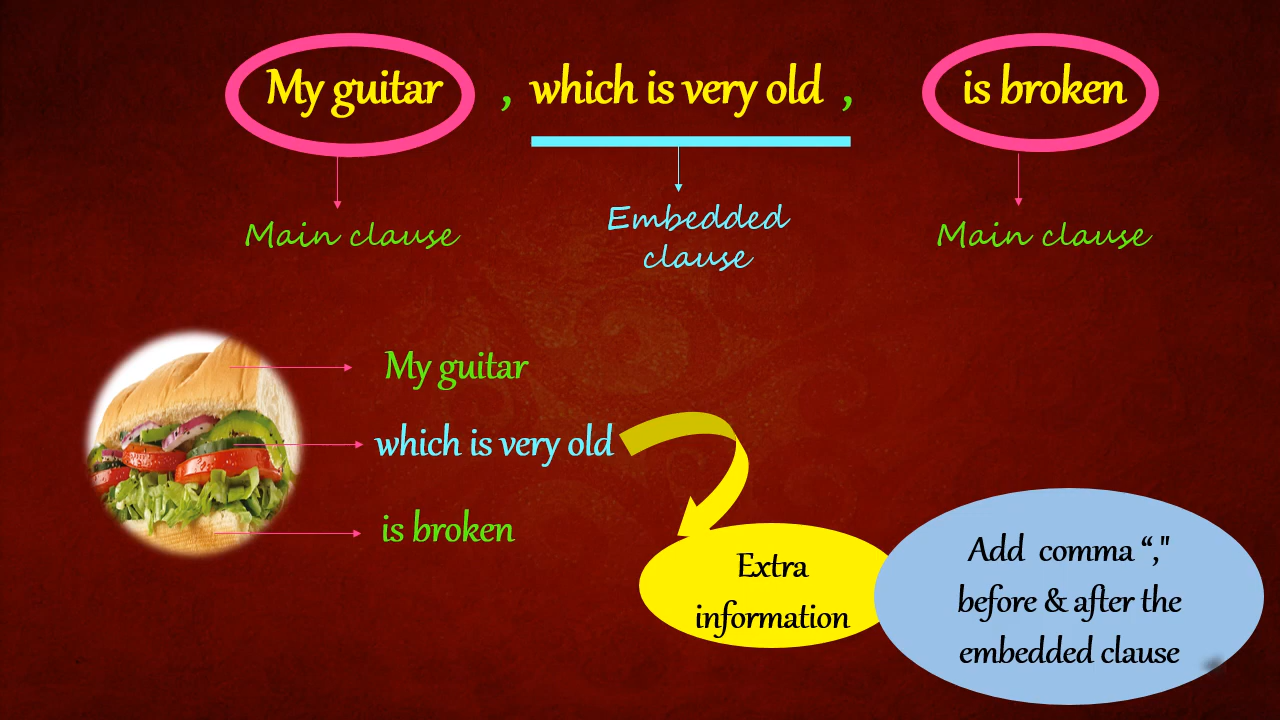 My guitar , which is very old , is broken
Main clause
Embedded
clause
Main clause
My guitar
which is very old
is broken
Extra
information
Add comma “,"
before & after the
embedded clause